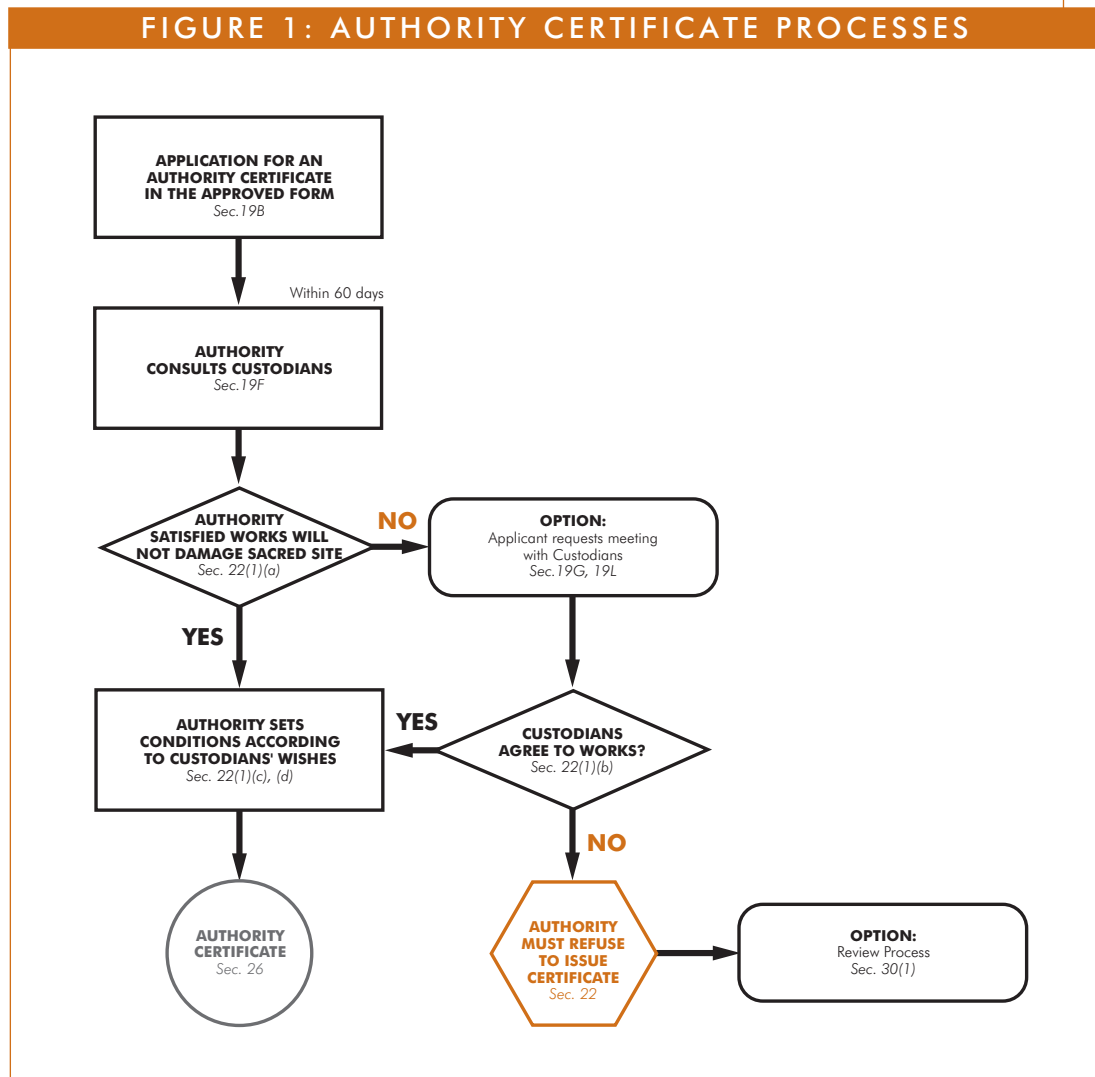 FIGURE 1: AUTHORITY CERTIFICATE PROCESSES
APPLICATION FOR AN
AUTHORITY CERTIFICATE
IN THE APPROVED FORM
Sec.19B
Within 60 days
AUTHORITY
CONSULTS CUSTODIANS
Sec.19F
AUTHORITY
SATISFIED WORKS WILL
NOT DAMAGE SACRED SITE
Sec. 22(1)(a)
NO
OPTION:
Applicant requests meeting
with Custodians
Sec.19G, 19L
YES
AUTHORITY SETS
CONDITIONS ACCORDING
TO CUSTODIANS' WISHES
Sec. 22(1)(c), (d)
YES
CUSTODIANS
AGREE TO WORKS?
Sec. 22(1)(b)
NO
AUTHORITY
CERTIFICATE
Sec. 26
AUTHORITY
MUST REFUSE
TO ISSUE
CERTIFICATE
Sec. 22
OPTION:
Review Process
Sec. 30(1)